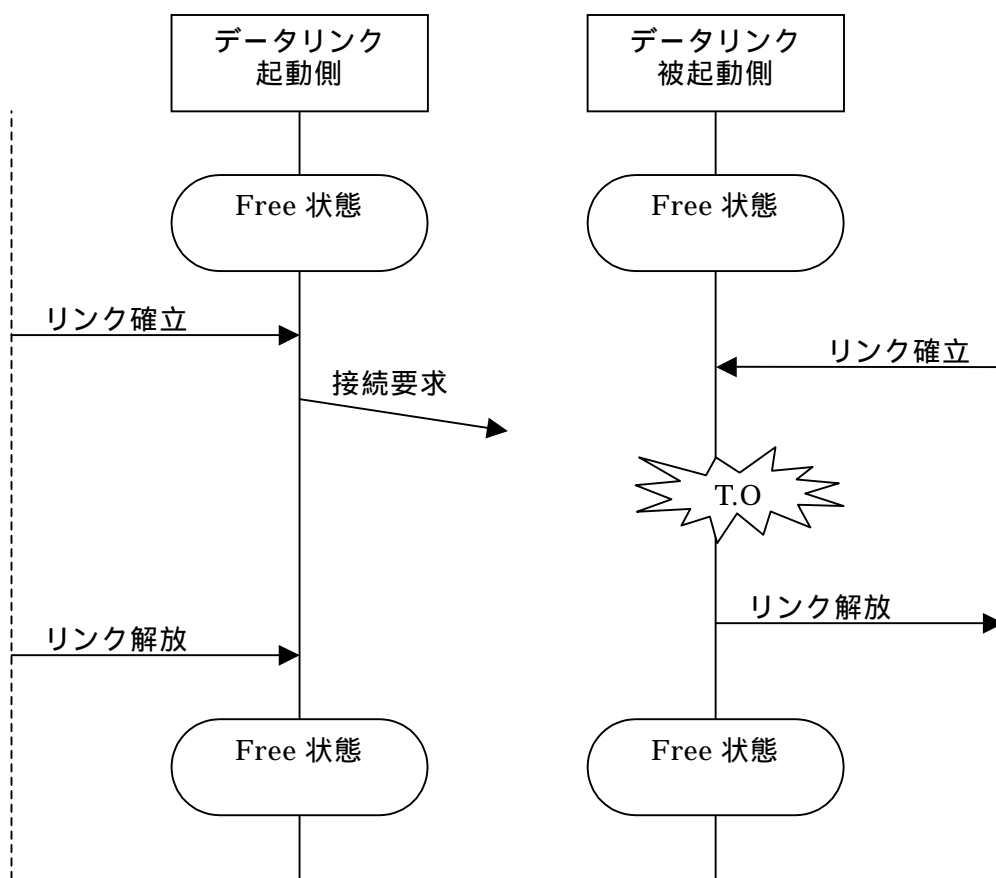 データリンク
起動側
データリンク
被起動側
Free 状態
Free 状態
リンク確立
リンク確立
接続要求
T.O
リンク解放
リンク解放
Free 状態
Free 状態